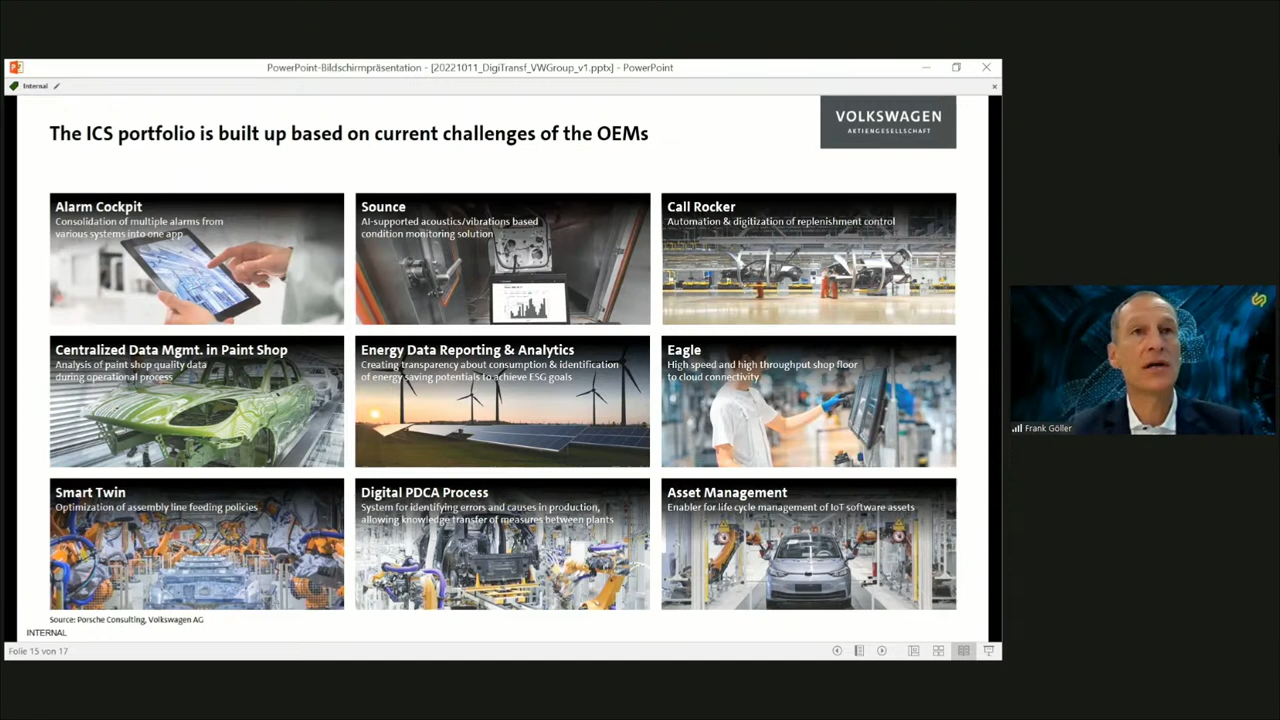 PowerPoint-Bildschirmpräsentation - [20221011_DigiTransf_VWGroup_v1.pptx] - PowerPoint
Internal
The ICS portfolio is built up based on current challenges of the OEMs
VOLKSWAGEN
AKTIENGESELLSCHAFT
Alarm Cockpit
Consolidation of multiple alarms from
various systems into one app
Sounce
AI-supported acoustics/vibrations based
condition monitoring solution
Call Rocker
Automation & digitization of replenishment control
Centralized Data Mgmt. in Paint Shop
Analysis of paint shop quality data
during operational process
Energy Data Reporting & Analytics
Creating transparency about consumption & identification
of energy saving potentials to achieve ESG goals
Eagle
High speed and high throughput shop floor
to cloud connectivity
Smart Twin
Optimization of assembly line feeding policies
Digital PDCA Process
System for identifying errors and causes in production,
allowing knowledge transfer of measures between plants
Asset Management
Enabler for life cycle management of IoT software assets
Source: Porsche Consulting, Volkswagen AG
INTERNAL
Folie 15 von 17
Frank Göller